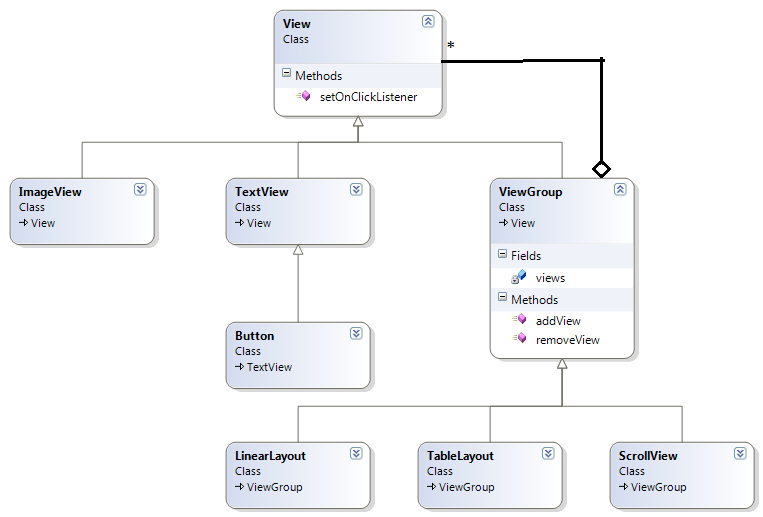 View
Class
*
Methods
setOnClickListener
ImageView
Class
View
TextView
Class
View
ViewGroup
Class
View
Fields
views
Methods
addView
removeView
Button
Class
TextView
LinearLayout
Class
ViewGroup
TableLayout
Class
ViewGroup
ScrollView
Class
ViewGroup